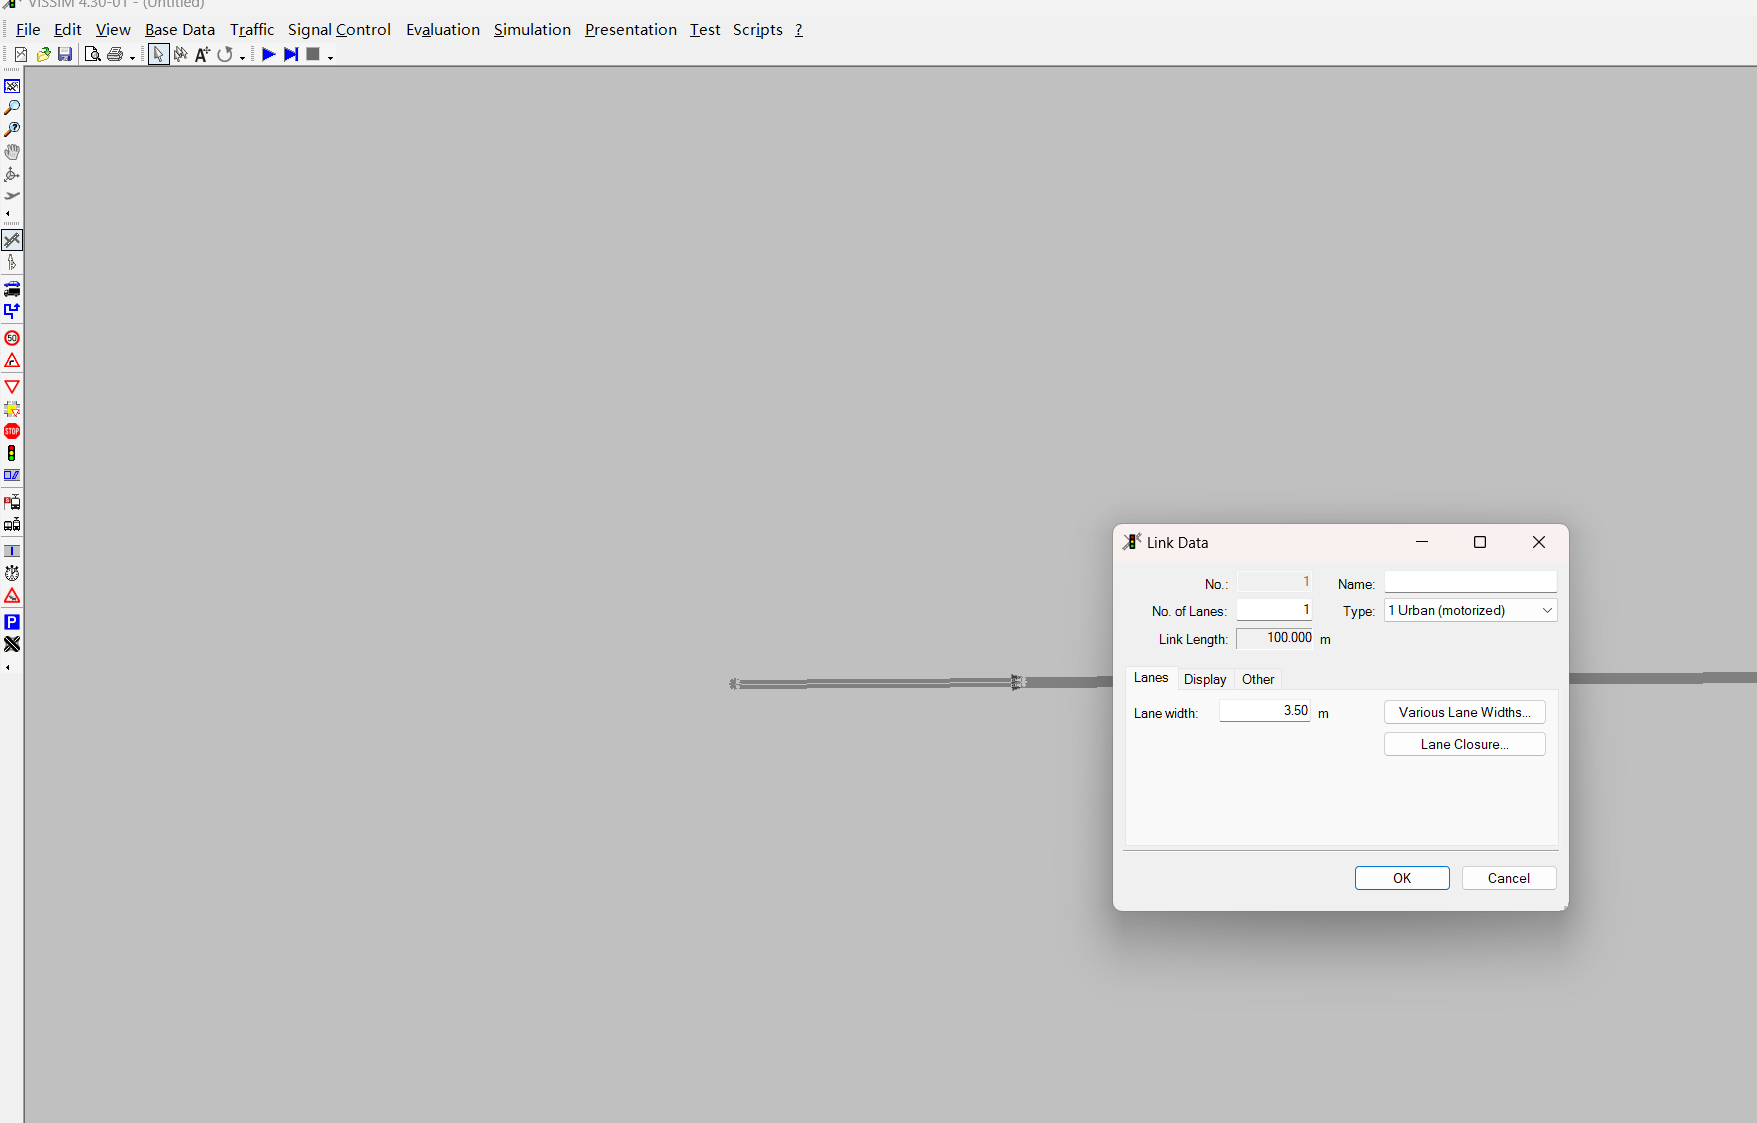 VISSIM 4.30-01 - (Untitled)
File Edit View Base Data Traffic Signal Control Evaluation Simulation Presentation Test Scripts ?
A
50
STOP
P
Link Data
No.: 1 Name:
No. of Lanes: 1 Type: 1 Urban (motorized)
Link Length: 100.000 m
Lanes Display Other
Lane width: 3.50 m Various Lane Widths...
Lane Closure...
OK Cancel